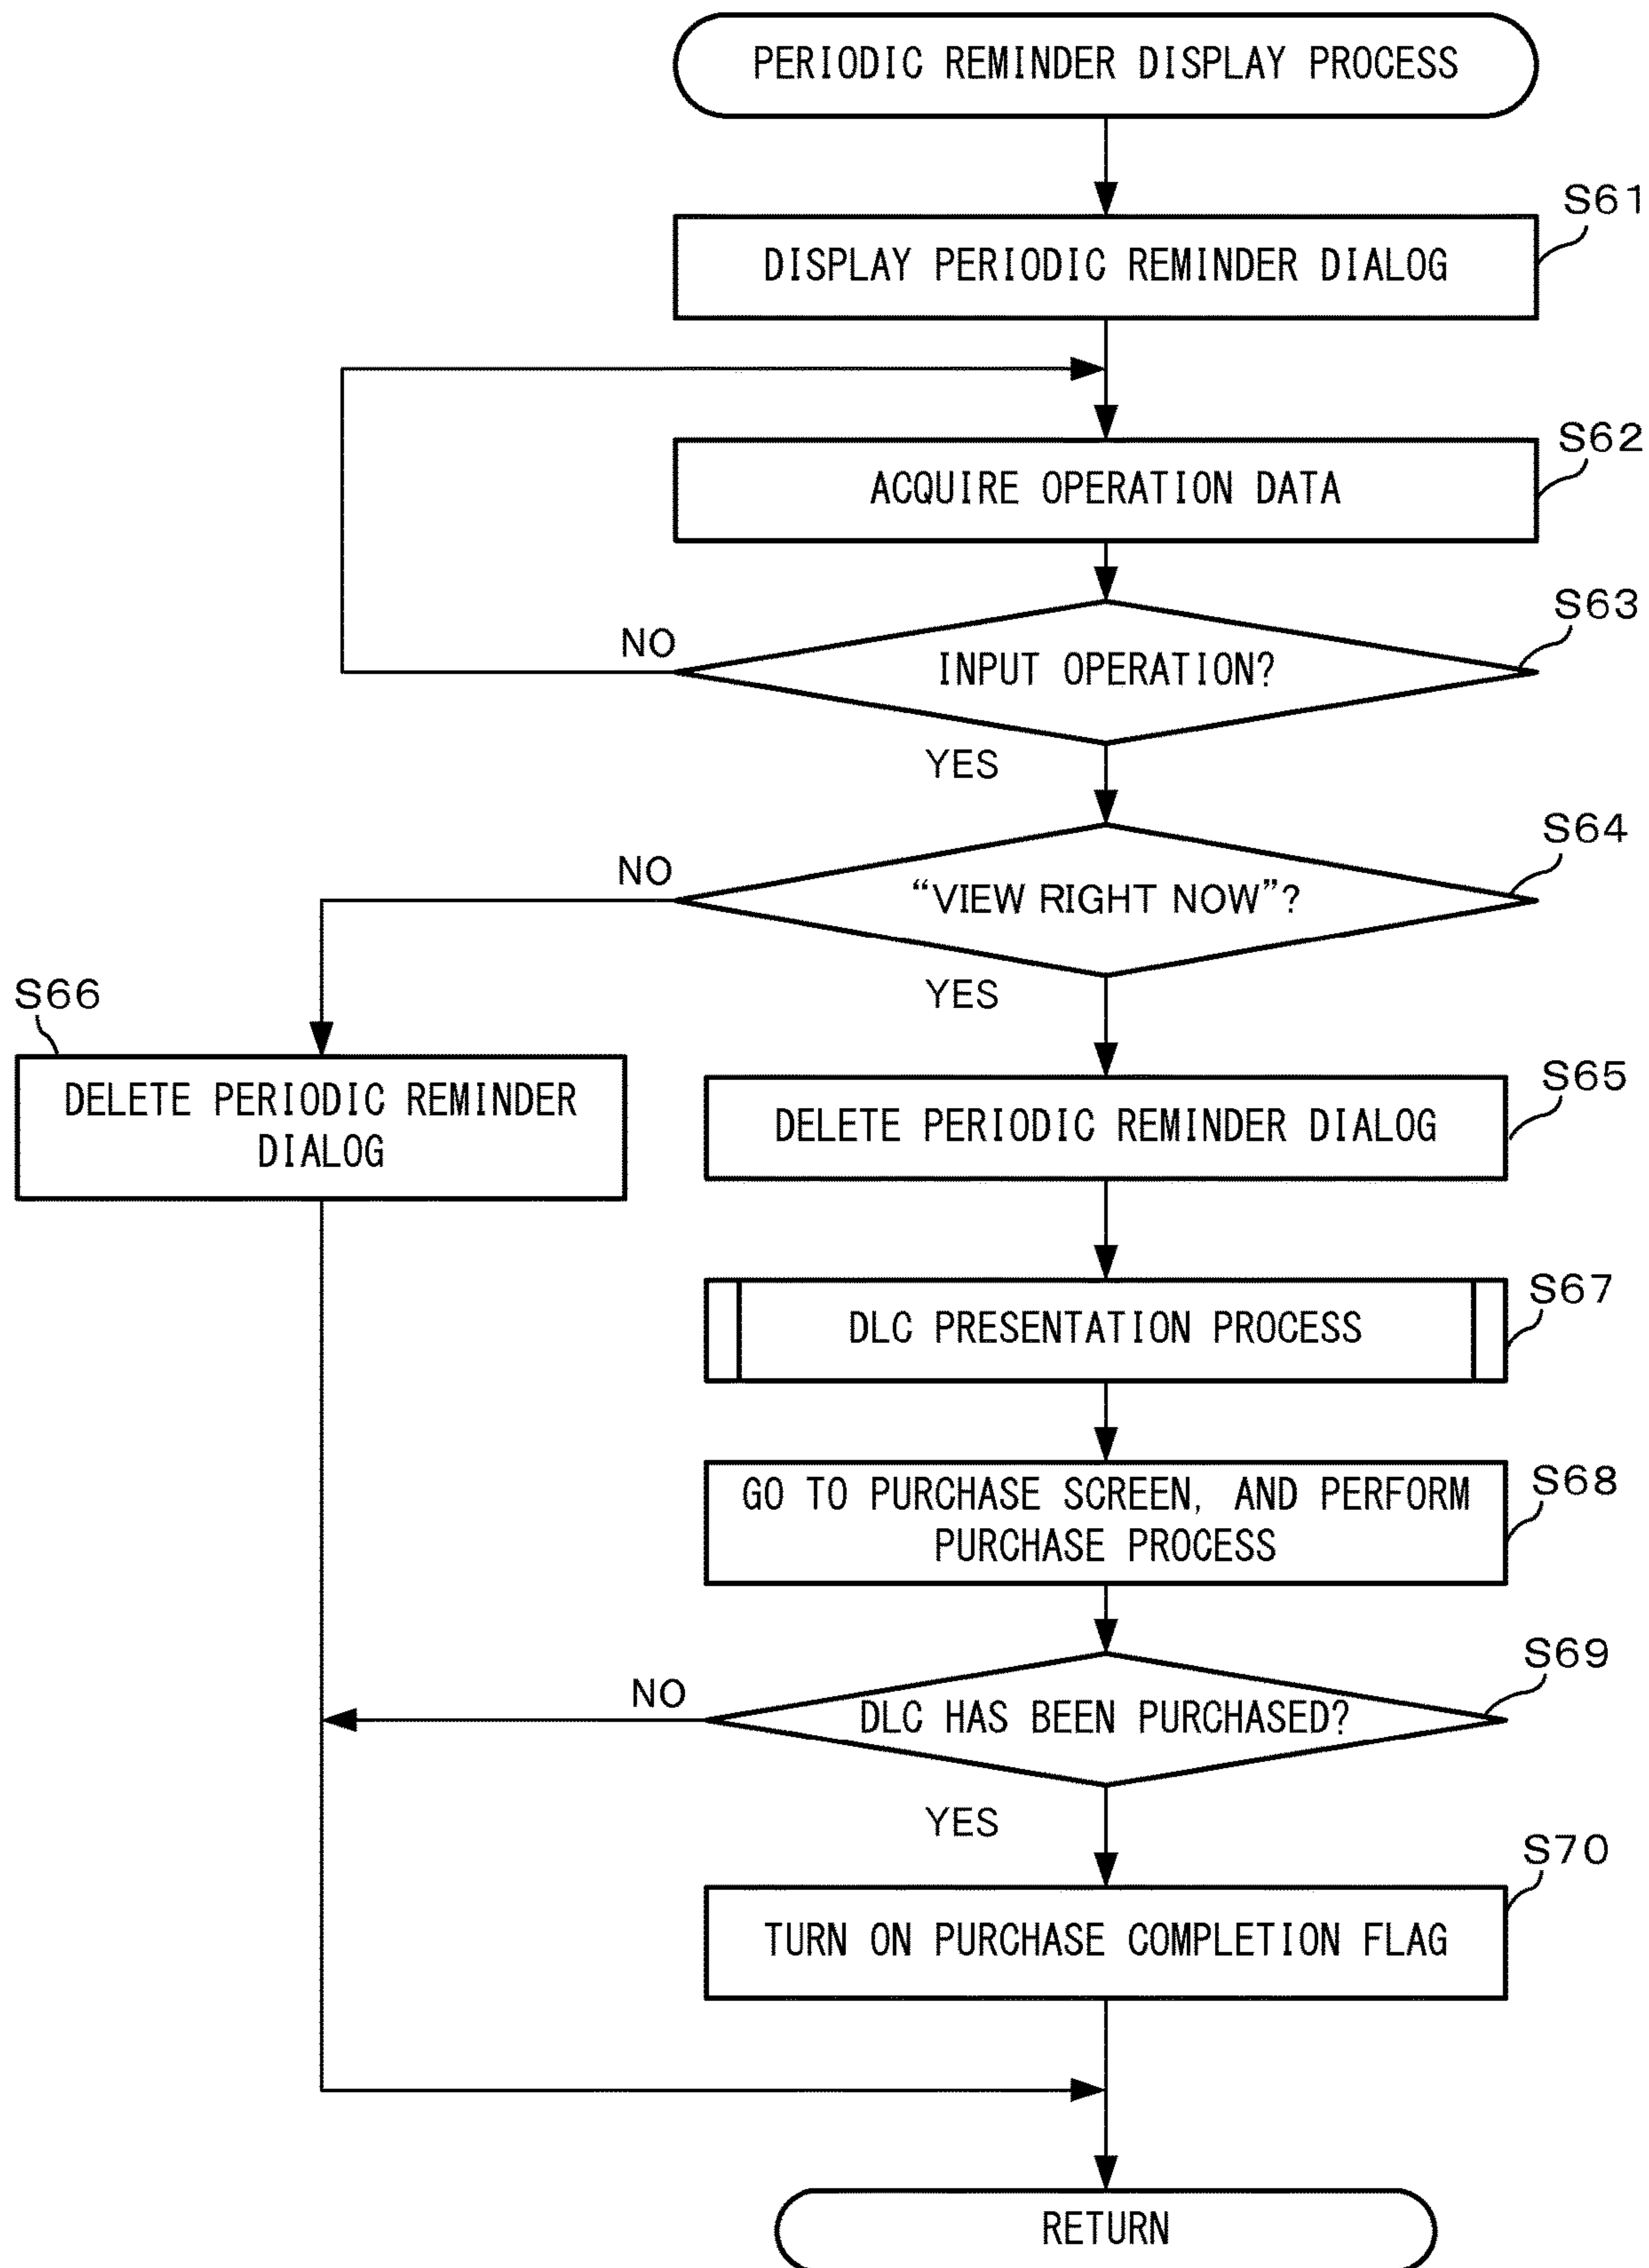 PERIODIC REMINDER DISPLAY PROCESS
S61
DISPLAY PERIODIC REMINDER DIALOG
S62
ACQUIRE OPERATION DATA
S63
NO
INPUT OPERATION?
YES
S64
NO
“VIEW RIGHT NOW”?
YES
S66
DELETE PERIODIC REMINDER
DIALOG
S65
DELETE PERIODIC REMINDER DIALOG
S67
DLC PRESENTATION PROCESS
S68
GO TO PURCHASE SCREEN, AND PERFORM
PURCHASE PROCESS
S69
NO
DLC HAS BEEN PURCHASED?
YES
S70
TURN ON PURCHASE COMPLETION FLAG
RETURN